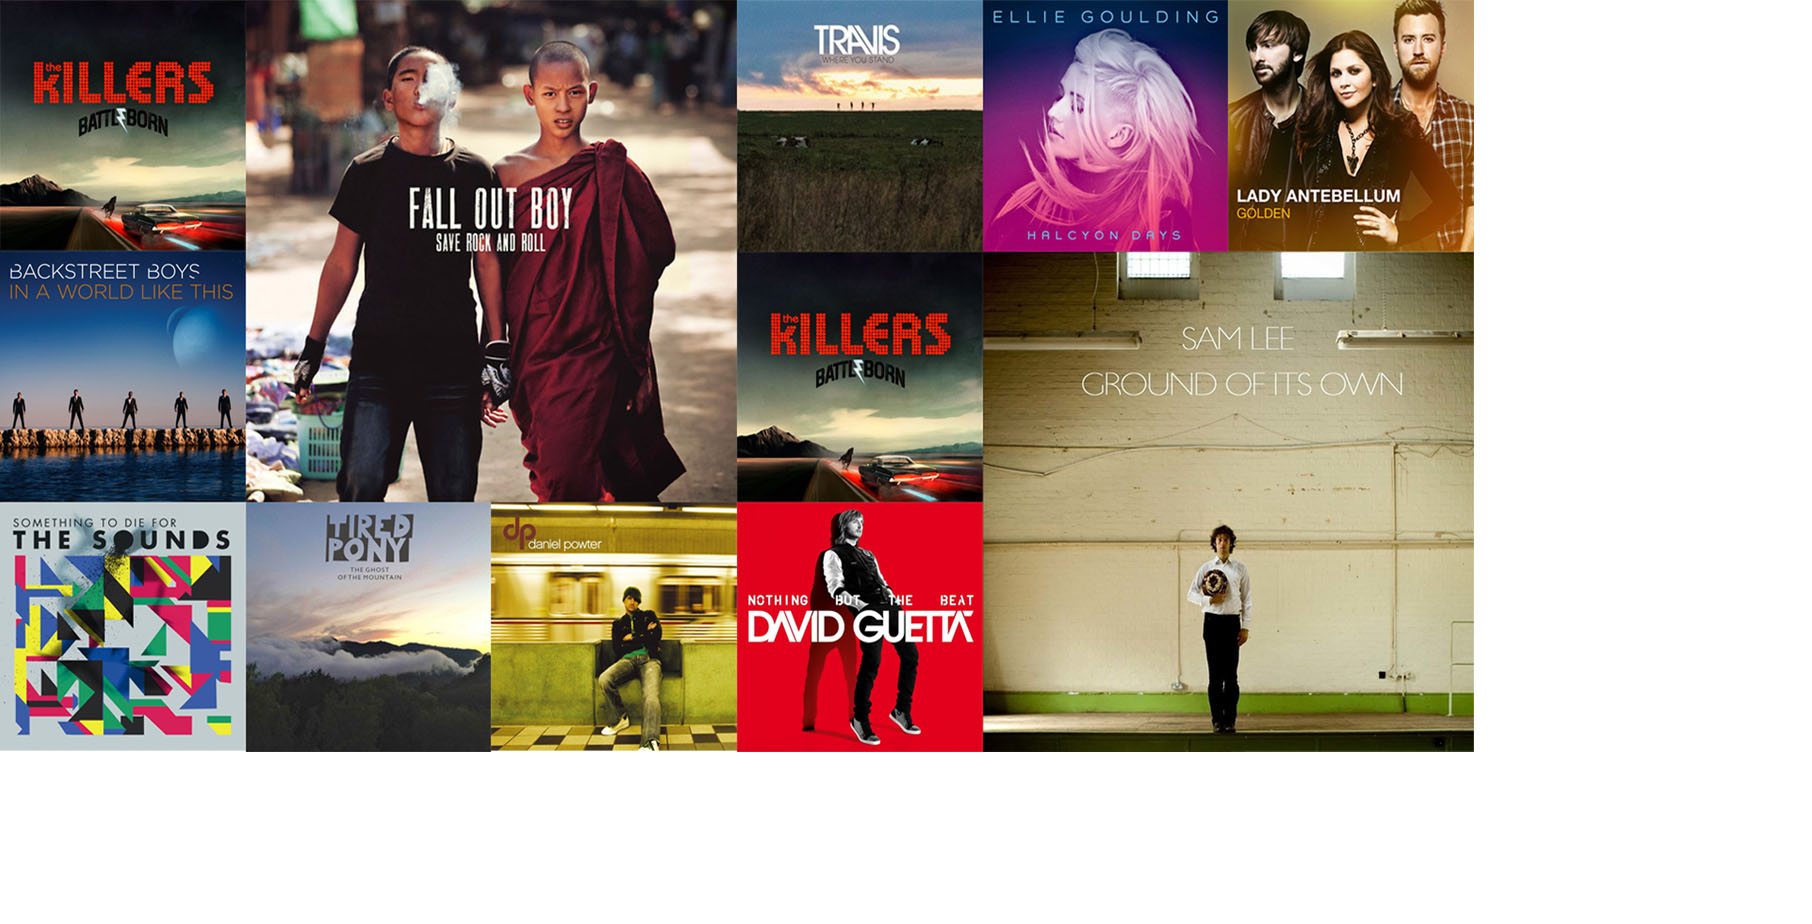 the
KILLERS
BATTLE BORN
FALL OUT BOY
SAVE ROCK AND ROLL
TRAVIS
WHERE YOU STAND
ELLIE GOULDING
HALCYON DAYS
LADY ANTEBELLUM
GOLDEN
BACKSTREET BOYS
IN A WORLD LIKE THIS
the
KILLERS
BATTLE BORN
SAM LEE
GROUND OF ITS OWN
SOMETHING TO DIE FOR
THE SOUNDS
TIRED
PONY
THE GHOST
OF THE MOUNTAIN
dp
daniel powter
NOTHING BUT THE BEAT
DAVID GUETTA